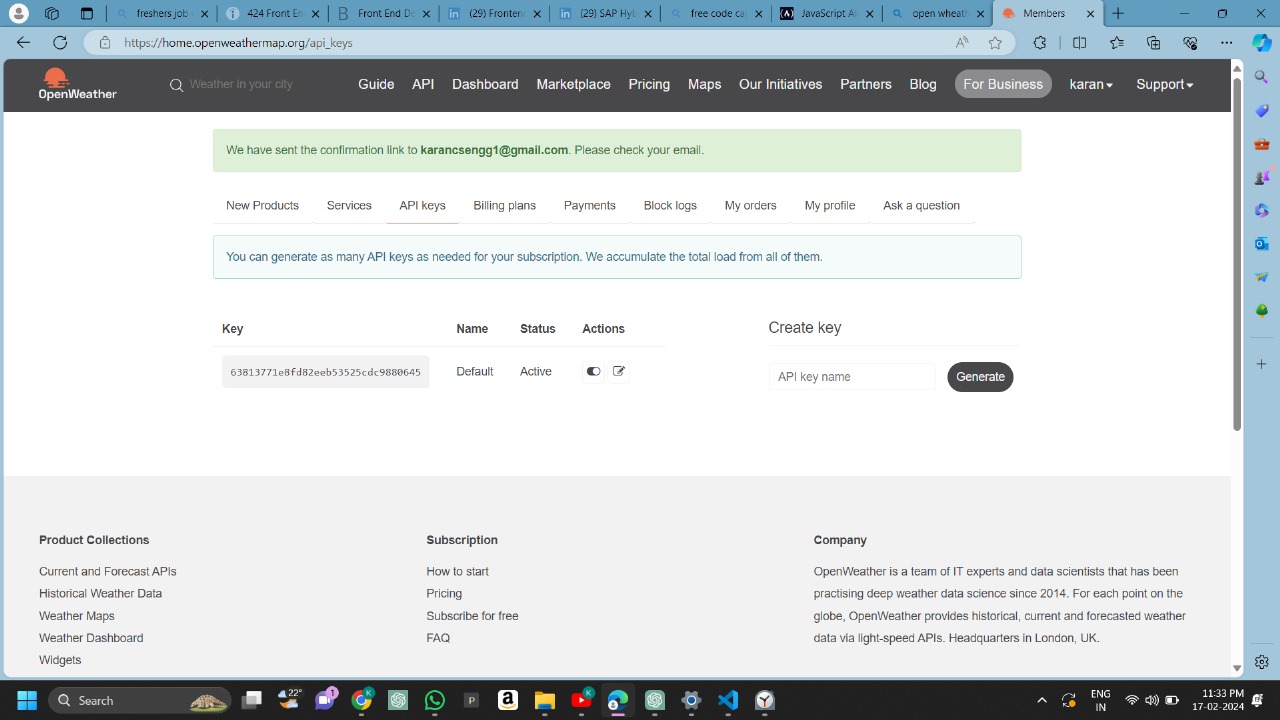 freshers job
424 Front En
Front End Do
(29) Fronten
(29) SAP Hyb
free code ca
JavaScript Al
open wheath
Members
https://home.openweathermap.org/api_keys
OpenWeather
Weather in your city
Guide
API
Dashboard
Marketplace
Pricing
Maps
Our Initiatives
Partners
Blog
For Business
karan
Support
We have sent the confirmation link to karancsengg1@gmail.com. Please check your email.
New Products
Services
API keys
Billing plans
Payments
Block logs
My orders
My profile
Ask a question
You can generate as many API keys as needed for your subscription. We accumulate the total load from all of them.
Key
Name
Status
Actions
Create key
63813771e8fd82eeb53525cdc9880645
Default
Active
API key name
Generate
Product Collections
Current and Forecast APIs
Historical Weather Data
Weather Maps
Weather Dashboard
Widgets
Subscription
How to start
Pricing
Subscribe for free
FAQ
Company
OpenWeather is a team of IT experts and data scientists that has been
practising deep weather data science since 2014. For each point on the
globe, OpenWeather provides historical, current and forecasted weather
data via light-speed APIs. Headquarters in London, UK.
Search
22°
1
K
K
ENG
IN
11:33 PM
17-02-2024